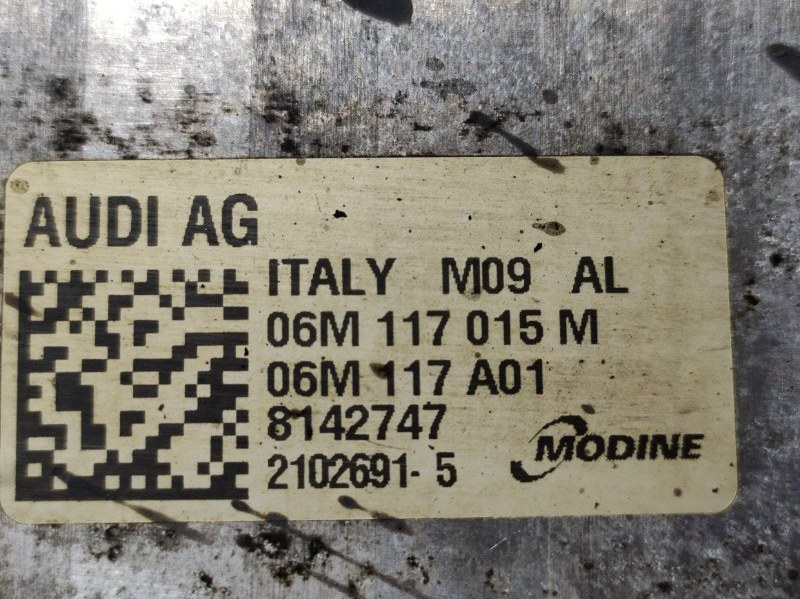 AUDI AG
ITALY M09 AL
06M 117 015 M
06M 117 A01
8142747
2102691-5
MODINE